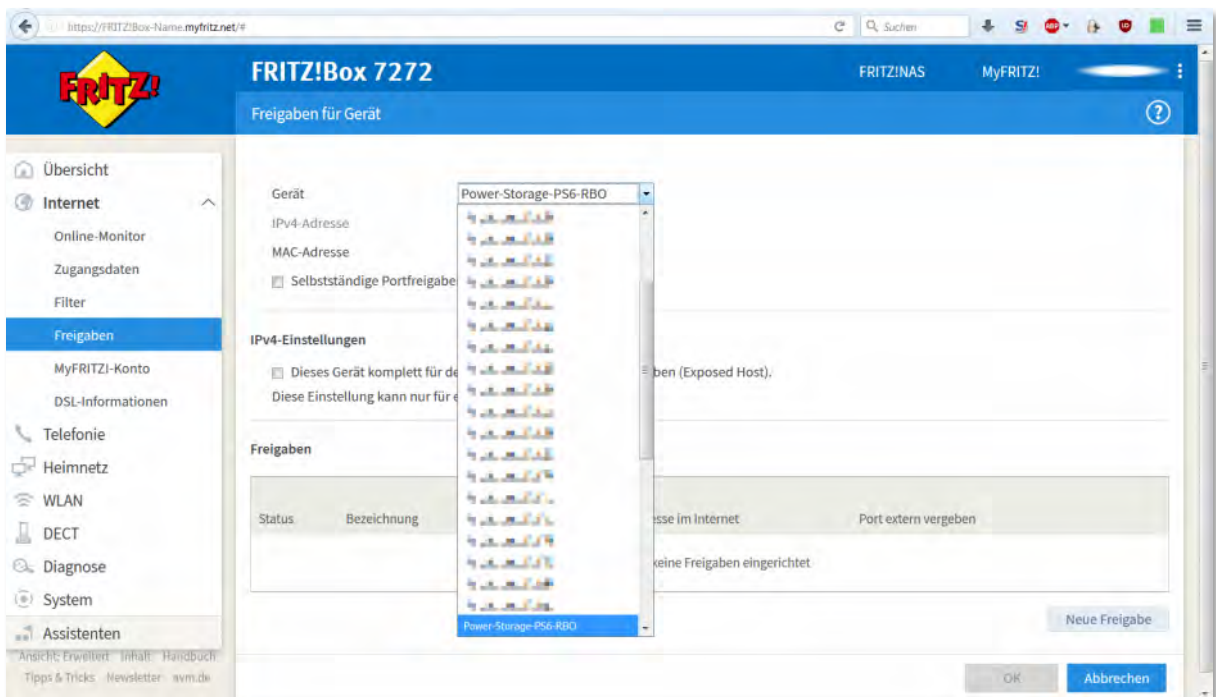 https://FRITZ!Box-Name.myfritz.net/#
Suchen
FRITZ!
FRITZ!Box 7272
FRITZ!NAS
MyFRITZ!
Freigaben für Gerät
Übersicht
Internet
Online-Monitor
Zugangsdaten
Filter
Freigaben
MyFRITZ!-Konto
DSL-Informationen
Telefonie
Heimnetz
WLAN
DECT
Diagnose
System
Assistenten
Ansicht: Erweitert Inhalt Handbuch
Tipps & Tricks Newsletter avm.de
Gerät
Power-Storage-PS6-RBO
IPv4-Adresse
MAC-Adresse
Selbstständige Portfreigabe
IPv4-Einstellungen
Dieses Gerät komplett für de ben (Exposed Host).
Diese Einstellung kann nur für e
Freigaben
Status Bezeichnung esse im Internet Port extern vergeben
keine Freigaben eingerichtet
Power-Storage-PS6-RBO
Neue Freigabe
OK Abbrechen